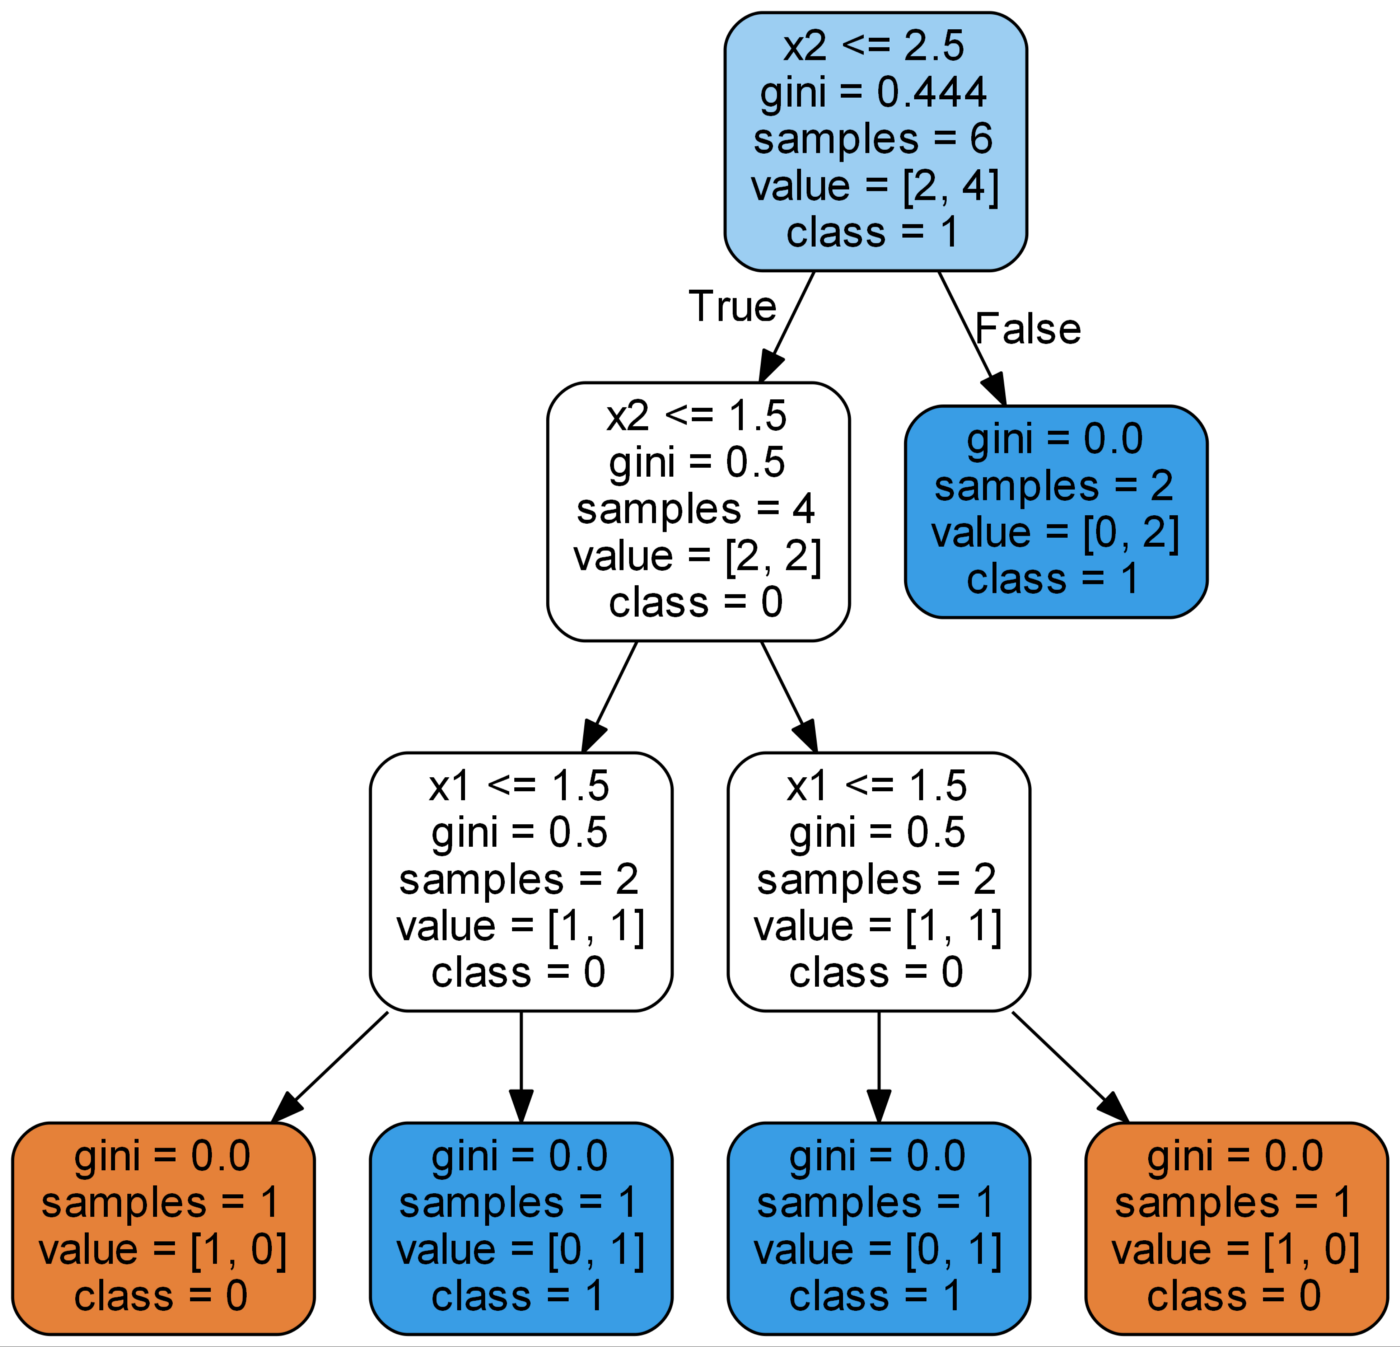 x2 <= 2.5
gini = 0.444
samples = 6
value = [2, 4]
class = 1
True
False
x2 <= 1.5
gini = 0.5
samples = 4
value = [2, 2]
class = 0
gini = 0.0
samples = 2
value = [0, 2]
class = 1
x1 <= 1.5
gini = 0.5
samples = 2
value = [1, 1]
class = 0
x1 <= 1.5
gini = 0.5
samples = 2
value = [1, 1]
class = 0
gini = 0.0
samples = 1
value = [1, 0]
class = 0
gini = 0.0
samples = 1
value = [0, 1]
class = 1
gini = 0.0
samples = 1
value = [0, 1]
class = 1
gini = 0.0
samples = 1
value = [1, 0]
class = 0